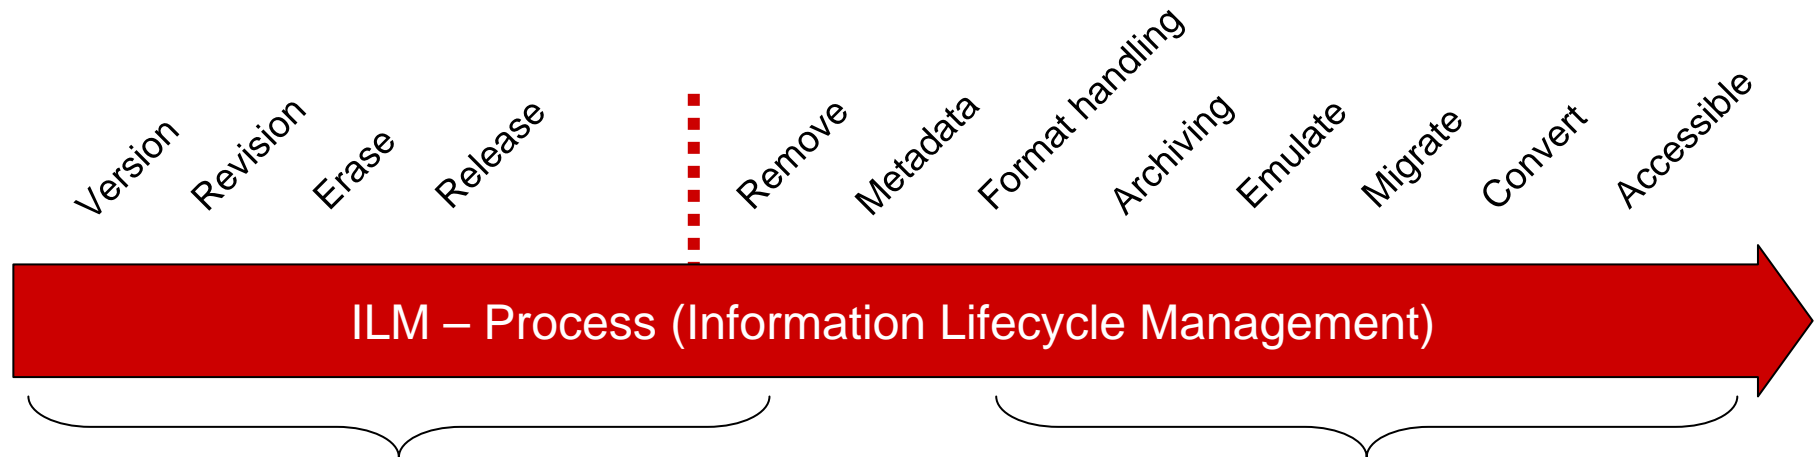 Version
Revision
Erase
Release
Remove
Metadata
Format handling
Archiving
Emulate
Migrate
Convert
Accessible
ILM – Process (Information Lifecycle Management)